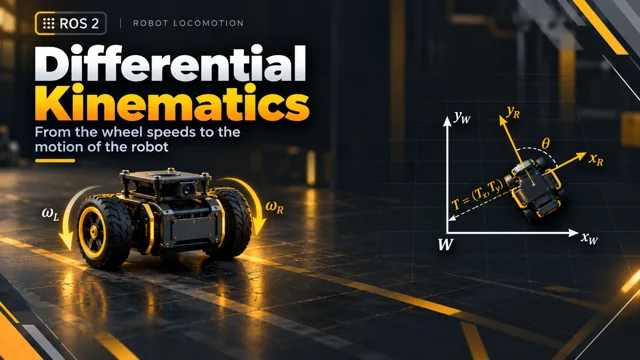 ROS 2
ROBOT LOCOMOTION
Differential
Kinematics
From the wheel speeds to the
motion of the robot
ω_L
ω_R
y_W
y_R
θ
x_R
T = (T_x, T_y)
W
x_W